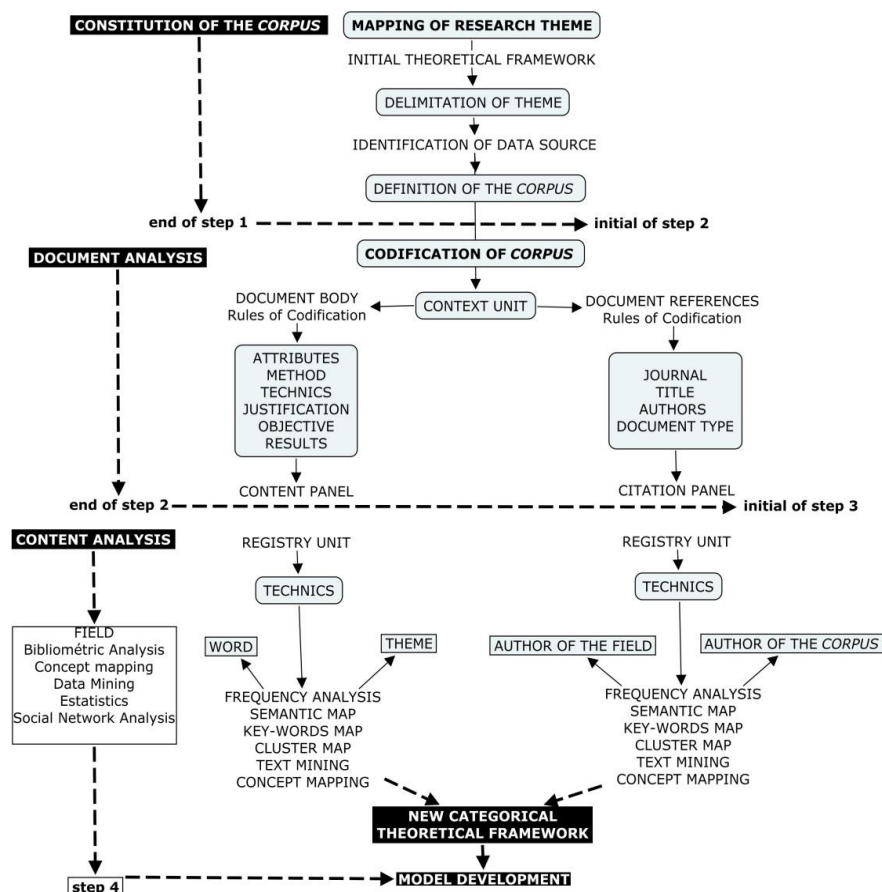 CONSTITUTION OF THE CORPUS
MAPPING OF RESEARCH THEME
INITIAL THEORETICAL FRAMEWORK
DELIMITATION OF THEME
IDENTIFICATION OF DATA SOURCE
DEFINITION OF THE CORPUS
end of step 1
initial of step 2
DOCUMENT ANALYSIS
CODIFICATION OF CORPUS
DOCUMENT BODY
Rules of Codification
CONTEXT UNIT
DOCUMENT REFERENCES
Rules of Codification
ATTRIBUTES
METHOD
TECHNICS
JUSTIFICATION
OBJECTIVE
RESULTS
JOURNAL
TITLE
AUTHORS
DOCUMENT TYPE
CONTENT PANEL
CITATION PANEL
end of step 2
initial of step 3
CONTENT ANALYSIS
FIELD
Bibliométric Analysis
Concept mapping
Data Mining
Estatistics
Social Network Analysis
REGISTRY UNIT
TECHNICS
WORD
THEME
FREQUENCY ANALYSIS
SEMANTIC MAP
KEY-WORDS MAP
CLUSTER MAP
TEXT MINING
CONCEPT MAPPING
REGISTRY UNIT
TECHNICS
AUTHOR OF THE FIELD
AUTHOR OF THE CORPUS
FREQUENCY ANALYSIS
SEMANTIC MAP
KEY-WORDS MAP
CLUSTER MAP
TEXT MINING
CONCEPT MAPPING
NEW CATEGORICAL
THEORETICAL FRAMEWORK
step 4
MODEL DEVELOPMENT